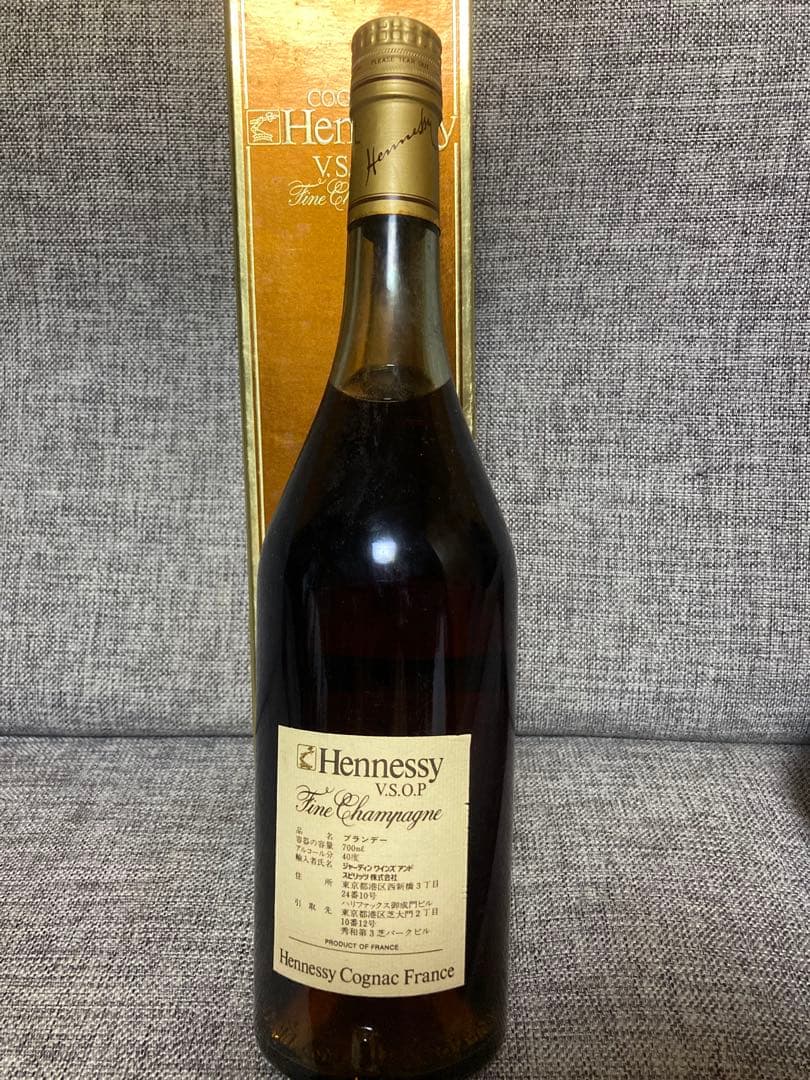 PLEASE TEAR
COG
Hennessy
Hen
sy
V.S.
Fine Ch
Hennessy
V.S.O.P
Fine Champagne
品名 ブランデー
容器の容量 700ml
アルコール分 40度
輸入者氏名 ジャーディン ワインズ アンド
スピリッツ 株式会社
住所 東京都港区西新橋3丁目
24番10号
ハリファックス御成門ビル
引取先 東京都港区芝大門2丁目
10番12号
秀和第3芝パークビル
PRODUCT OF FRANCE
Hennessy Cognac France